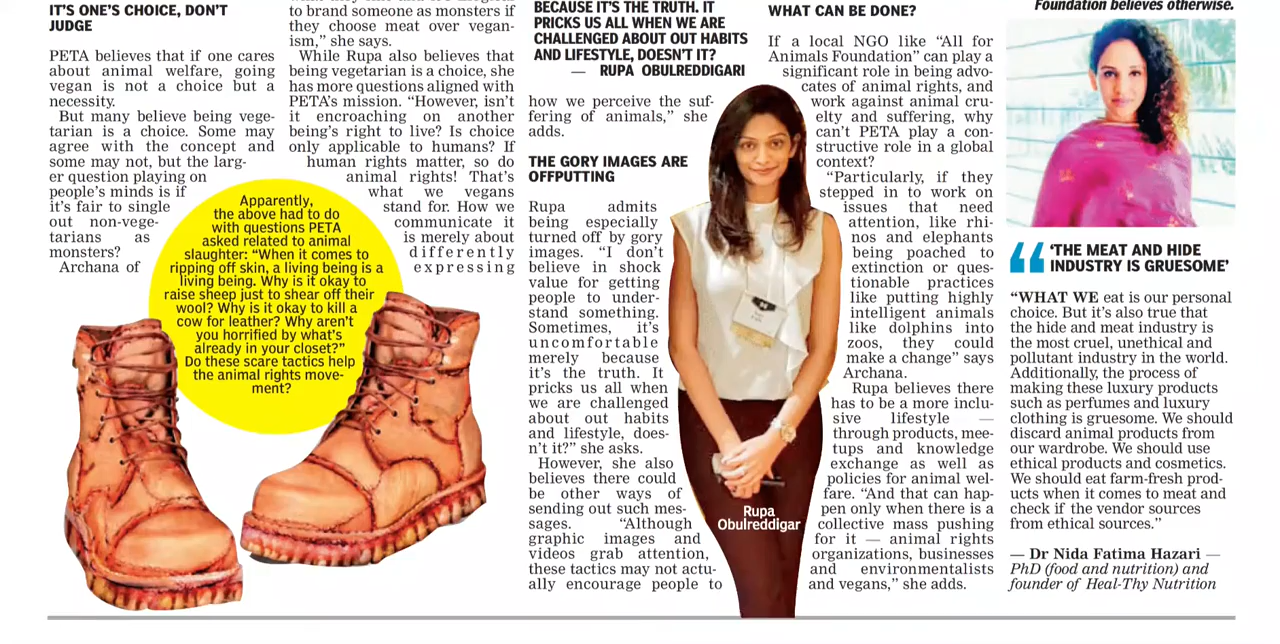 IT'S ONE'S CHOICE, DON'T
JUDGE
PETA believes that if one cares
about animal welfare, going
vegan is not a choice but a
necessity.
But many believe being vege-
tarian is a choice. Some may
agree with the concept and
some may not, but the larg-
er question playing on
people's minds is if
it's fair to single
out non-vege-
tarians as
monsters?
Archana of
to brand someone as monsters if
they choose meat over vegan-
ism," she says.
While Rupa also believes that
being vegetarian is a choice, she
has more questions aligned with
PETA's mission. "However, isn't
it encroaching on another
being's right to live? Is choice
only applicable to humans? If
human rights matter, so do
animal rights! That's
what we vegans
stand for. How we
communicate it
is merely about
differently
expressing
Apparently,
the above had to do
with questions PETA
asked related to animal
slaughter: "When it comes to
ripping off skin, a living being is a
living being. Why is it okay to
raise sheep just to shear off their
wool? Why is it okay to kill a
cow for leather? Why aren't
you horrified by what's
already in your closet?"
Do these scare tactics help
the animal rights move-
ment?
BECAUSE IT'S THE TRUTH. IT
PRICKS US ALL WHEN WE ARE
CHALLENGED ABOUT OUT HABITS
AND LIFESTYLE, DOESN'T IT?
— RUPA OBULREDDIGARI
how we perceive the suf-
fering of animals," she
adds.
THE GORY IMAGES ARE
OFFPUTTING
Rupa admits
being especially
turned off by gory
images. "I don't
believe in shock
value for getting
people to under-
stand something.
Sometimes, it's
uncomfortable
merely because
it's the truth. It
pricks us all when
we are challenged
about out habits
and lifestyle, does-
n't it?" she asks.
However, she also
believes there could
be other ways of
sending out such mes-
sages. "Although
graphic images and
videos grab attention,
these tactics may not actu-
ally encourage people to
Rupa
Obulreddigar
WHAT CAN BE DONE?
If a local NGO like "All for
Animals Foundation" can play a
significant role in being advo-
cates of animal rights, and
work against animal cru-
elty and suffering, why
can't PETA play a con-
structive role in a global
context?
"Particularly, if they
stepped in to work on
issues that need
attention, like rhi-
nos and elephants
being poached to
extinction or ques-
tionable practices
like putting highly
intelligent animals
like dolphins into
zoos, they could
make a change" says
Archana.
Rupa believes there
has to be a more inclu-
sive lifestyle —
through products, mee-
tups and knowledge
exchange as well as
policies for animal wel-
fare. "And that can hap-
pen only when there is a
collective mass pushing
for it — animal rights
organizations, businesses
and environmentalists
and vegans," she adds.
Foundation believes otherwise.
'THE MEAT AND HIDE
INDUSTRY IS GRUESOME'
"WHAT WE eat is our personal
choice. But it's also true that
the hide and meat industry is
the most cruel, unethical and
pollutant industry in the world.
Additionally, the process of
making these luxury products
such as perfumes and luxury
clothing is gruesome. We should
discard animal products from
our wardrobe. We should use
ethical products and cosmetics.
We should eat farm-fresh prod-
ucts when it comes to meat and
check if the vendor sources
from ethical sources."
— Dr Nida Fatima Hazari —
PhD (food and nutrition) and
founder of Heal-Thy Nutrition